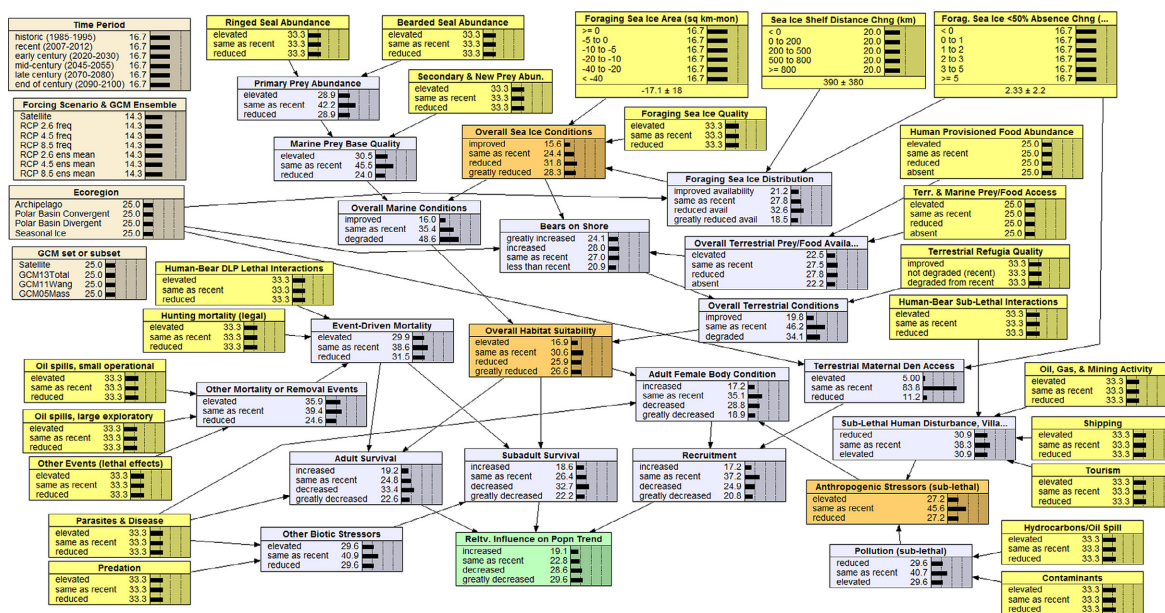 Time Period
historic (1985-1995) 16.7
recent (2007-2012) 16.7
early century (2020-2030) 16.7
mid-century (2045-2055) 16.7
late century (2070-2080) 16.7
end of century (2090-2100) 16.7
Forcing Scenario & GCM Ensemble
Satellite 14.3
RCP 2.6 freq 14.3
RCP 4.5 freq 14.3
RCP 8.5 freq 14.3
RCP 2.6 ens mean 14.3
RCP 4.5 ens mean 14.3
RCP 8.5 ens mean 14.3
Ecoregion
Archipelago 25.0
Polar Basin Convergent 25.0
Polar Basin Divergent 25.0
Seasonal Ice 25.0
GCM set or subset
Satellite 25.0
GCM13Total 25.0
GCM11Wang 25.0
GCM05Mass 25.0
Ringed Seal Abundance
elevated 33.3
same as recent 33.3
reduced 33.3
Bearded Seal Abundance
elevated 33.3
same as recent 33.3
reduced 33.3
Primary Prey Abundance
elevated 28.9
same as recent 42.2
reduced 28.9
Secondary & New Prey Abun.
elevated 33.3
same as recent 33.3
reduced 33.3
Marine Prey Base Quality
elevated 30.5
same as recent 45.5
reduced 24.0
Foraging Sea Ice Area (sq km-mon)
>= 0 16.7
-5 to 0 16.7
-10 to -5 16.7
-20 to -10 16.7
-40 to -20 16.7
< -40 16.7
-17.1 ± 18
Sea Ice Shelf Distance Chng (km)
< 0 20.0
0 to 200 20.0
200 to 500 20.0
500 to 800 20.0
>= 800 20.0
390 ± 380
Forag. Sea Ice <50% Absence Chng (...
< 0 16.7
0 to 1 16.7
1 to 2 16.7
2 to 3 16.7
3 to 5 16.7
>= 5 16.7
2.33 ± 2.2
Overall Sea Ice Conditions
improved 15.6
same as recent 24.4
reduced 31.8
greatly reduced 28.3
Foraging Sea Ice Quality
elevated 33.3
same as recent 33.3
reduced 33.3
Human Provisioned Food Abundance
elevated 25.0
same as recent 25.0
reduced 25.0
absent 25.0
Foraging Sea Ice Distribution
improved availability 21.2
same as recent 27.8
reduced avail 32.6
greatly reduced avail 18.5
Terr. & Marine Prey/Food Access
elevated 25.0
same as recent 25.0
reduced 25.0
absent 25.0
Overall Marine Conditions
improved 16.0
same as recent 35.4
degraded 48.6
Bears on Shore
greatly increased 24.1
increased 28.0
same as recent 27.0
less than recent 20.9
Overall Terrestrial Prey/Food Availa...
elevated 22.5
same as recent 27.5
reduced 27.8
absent 22.2
Terrestrial Refugia Quality
improved 33.3
not degraded (recent) 33.3
degraded from recent 33.3
Human-Bear DLP Lethal Interactions
elevated 33.3
same as recent 33.3
reduced 33.3
Overall Terrestrial Conditions
improved 19.8
same as recent 46.2
degraded 34.1
Human-Bear Sub-Lethal Interactions
elevated 33.3
same as recent 33.3
reduced 33.3
Hunting mortality (legal)
elevated 33.3
same as recent 33.3
reduced 33.3
Event-Driven Mortality
elevated 29.9
same as recent 38.6
reduced 31.5
Overall Habitat Suitability
elevated 16.9
same as recent 30.6
reduced 25.9
greatly reduced 26.6
Oil spills, small operational
elevated 33.3
same as recent 33.3
reduced 33.3
Other Mortality or Removal Events
elevated 35.9
same as recent 39.4
reduced 24.6
Adult Female Body Condition
increased 17.2
same as recent 35.1
decreased 28.8
greatly decreased 18.9
Terrestrial Maternal Den Access
elevated 5.00
same as recent 83.8
reduced 11.2
Oil, Gas, & Mining Activity
elevated 33.3
same as recent 33.3
reduced 33.3
Oil spills, large exploratory
elevated 33.3
same as recent 33.3
reduced 33.3
Sub-Lethal Human Disturbance, Villa...
reduced 30.9
same as recent 38.3
elevated 30.9
Shipping
elevated 33.3
same as recent 33.3
reduced 33.3
Other Events (lethal effects)
elevated 33.3
same as recent 33.3
reduced 33.3
Adult Survival
increased 19.2
same as recent 24.8
decreased 33.4
greatly decreased 22.6
Subadult Survival
increased 18.6
same as recent 26.4
decreased 32.7
greatly decreased 22.2
Recruitment
increased 17.2
same as recent 37.2
decreased 24.9
greatly decreased 20.8
Tourism
elevated 33.3
same as recent 33.3
reduced 33.3
Anthropogenic Stressors (sub-lethal)
elevated 27.2
same as recent 45.6
reduced 27.2
Parasites & Disease
elevated 33.3
same as recent 33.3
reduced 33.3
Other Biotic Stressors
elevated 29.6
same as recent 40.9
reduced 29.6
Reltv. Influence on Popn Trend
increased 19.1
same as recent 22.8
decreased 28.6
greatly decreased 29.6
Hydrocarbons/Oil Spill
elevated 33.3
same as recent 33.3
reduced 33.3
Pollution (sub-lethal)
reduced 29.6
same as recent 40.7
elevated 29.6
Predation
elevated 33.3
same as recent 33.3
reduced 33.3
Contaminants
elevated 33.3
same as recent 33.3
reduced 33.3